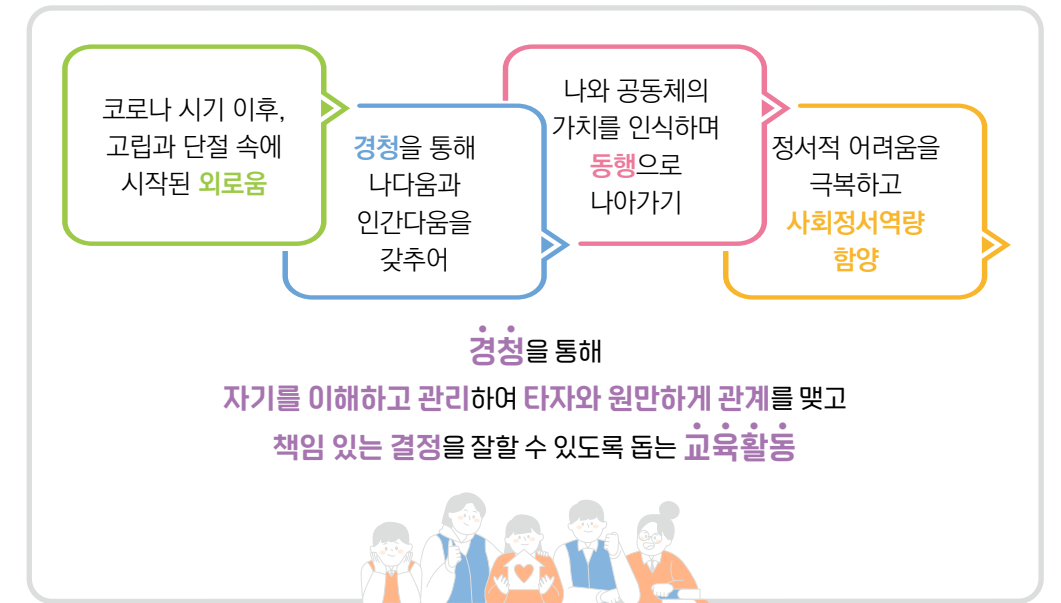 코로나 시기 이후,
고립과 단절 속에
시작된 외로움
경청을 통해
나다움과
인간다움을
갖추어
나와 공동체의
가치를 인식하며
동행으로
나아가기
정서적 어려움을
극복하고
사회정서역량
함양
경청을 통해
자기를 이해하고 관리하여 타자와 원만하게 관계를 맺고
책임 있는 결정을 잘할 수 있도록 돕는 교육활동